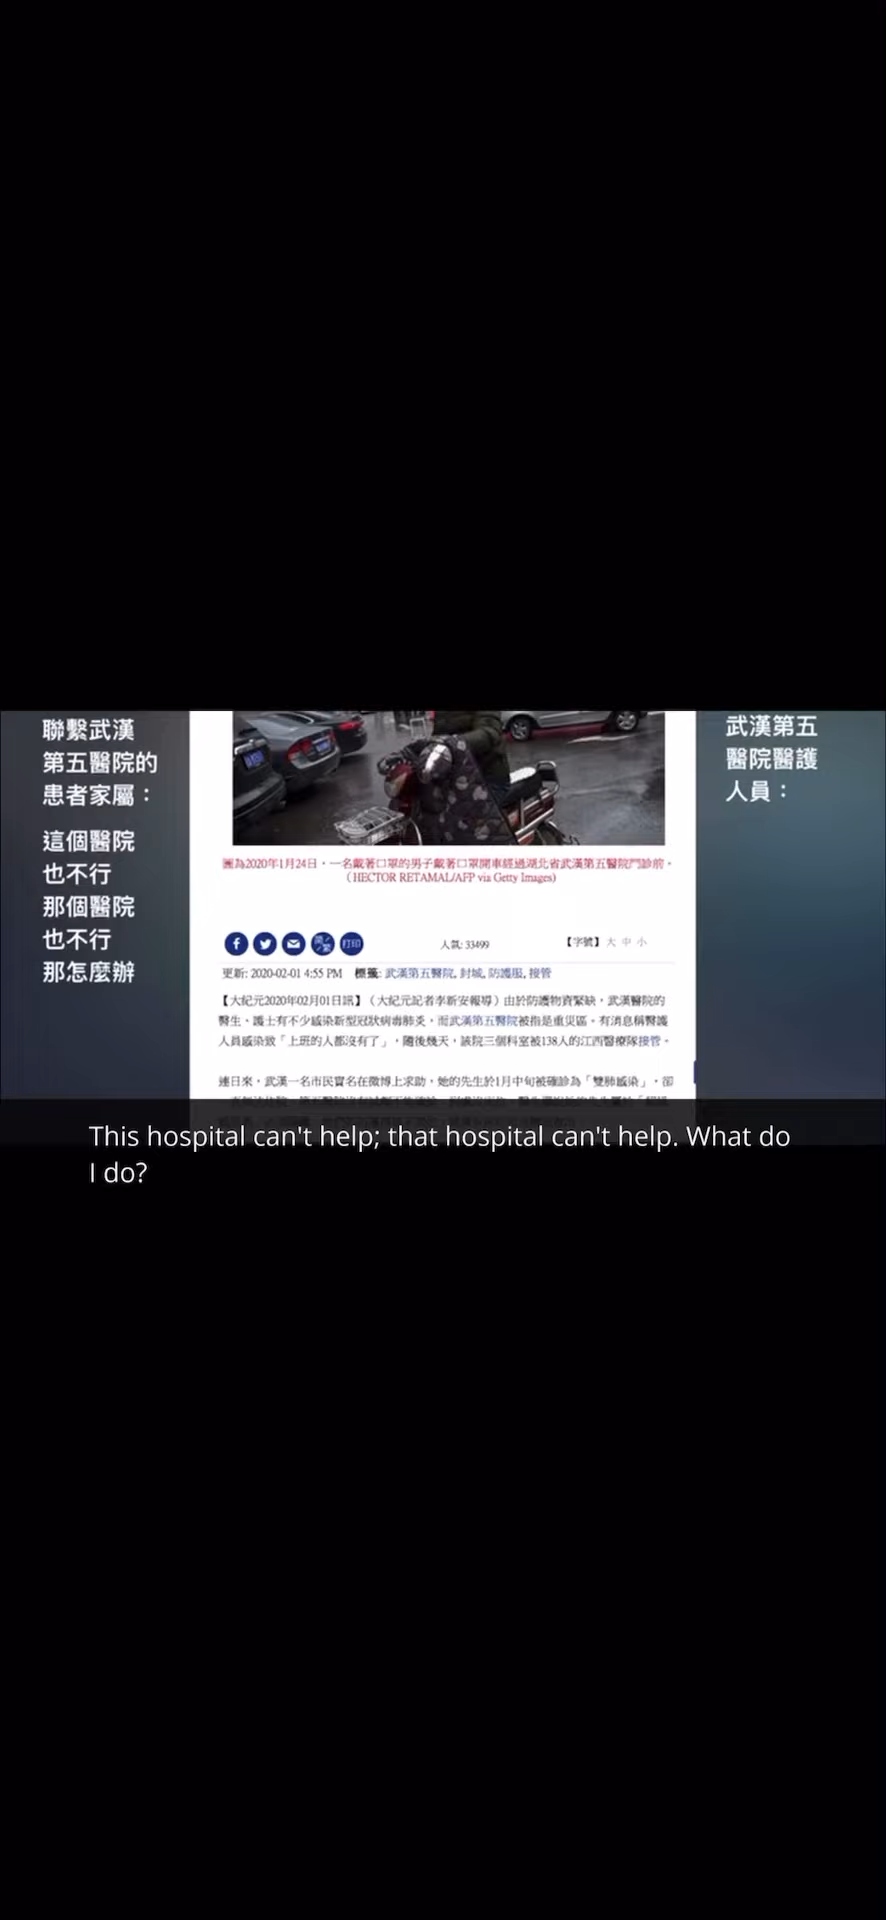 聯繫武漢
第五醫院的
患者家屬：
這個醫院
也不行
那個醫院
也不行
那怎麼辦
武漢第五
醫院醫護
人員：
圖為2020年1月24日，一名戴著口罩的男子戴著口罩開車經過湖北省武漢第五醫院門診前。
（HECTOR RETAMAL/AFP via Getty Images）
打印
人氣: 33499
【字號】 大 中 小
更新: 2020-02-01 4:55 PM 標籤: 武漢第五醫院, 封城, 防護服, 接管
【大紀元2020年02月01日訊】（大紀元記者李新安報導）由於防護物資緊缺，武漢醫院的
醫生、護士有不少感染新型冠狀病毒肺炎，而武漢第五醫院被指是重災區。有消息稱醫護
人員感染致「上班的人都沒有了」，隨後幾天，該院三個科室被138人的江西醫療隊接管。
連日來，武漢一名市民實名在微博上求助，她的先生於1月中旬被確診為「雙肺感染」，卻
This hospital can't help; that hospital can't help. What do
I do?